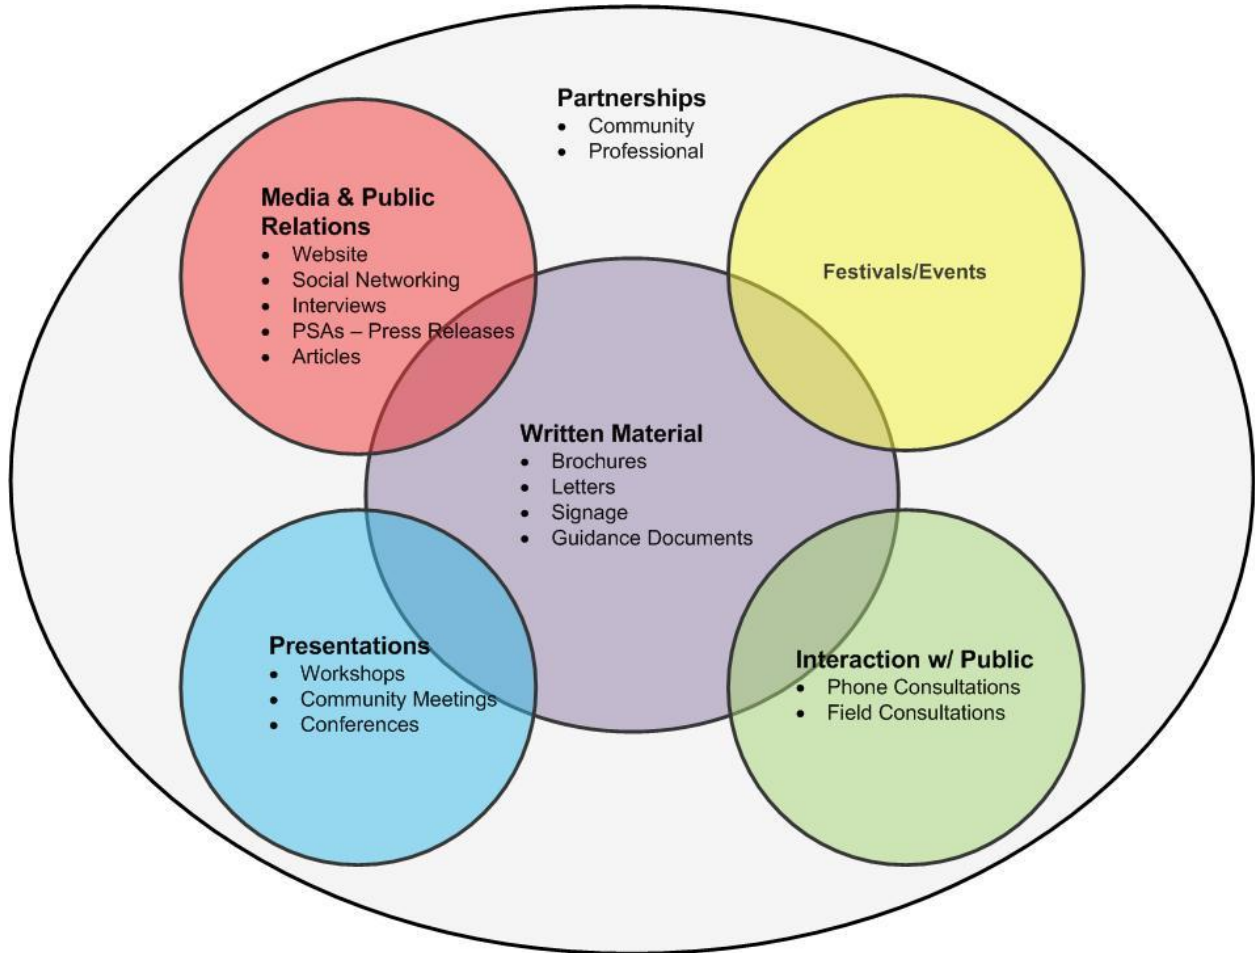 Partnerships
• Community
• Professional
Media & Public
Relations
• Website
• Social Networking
• Interviews
• PSAs – Press Releases
• Articles
Festivals/Events
Written Material
• Brochures
• Letters
• Signage
• Guidance Documents
Presentations
• Workshops
• Community Meetings
• Conferences
Interaction w/ Public
• Phone Consultations
• Field Consultations